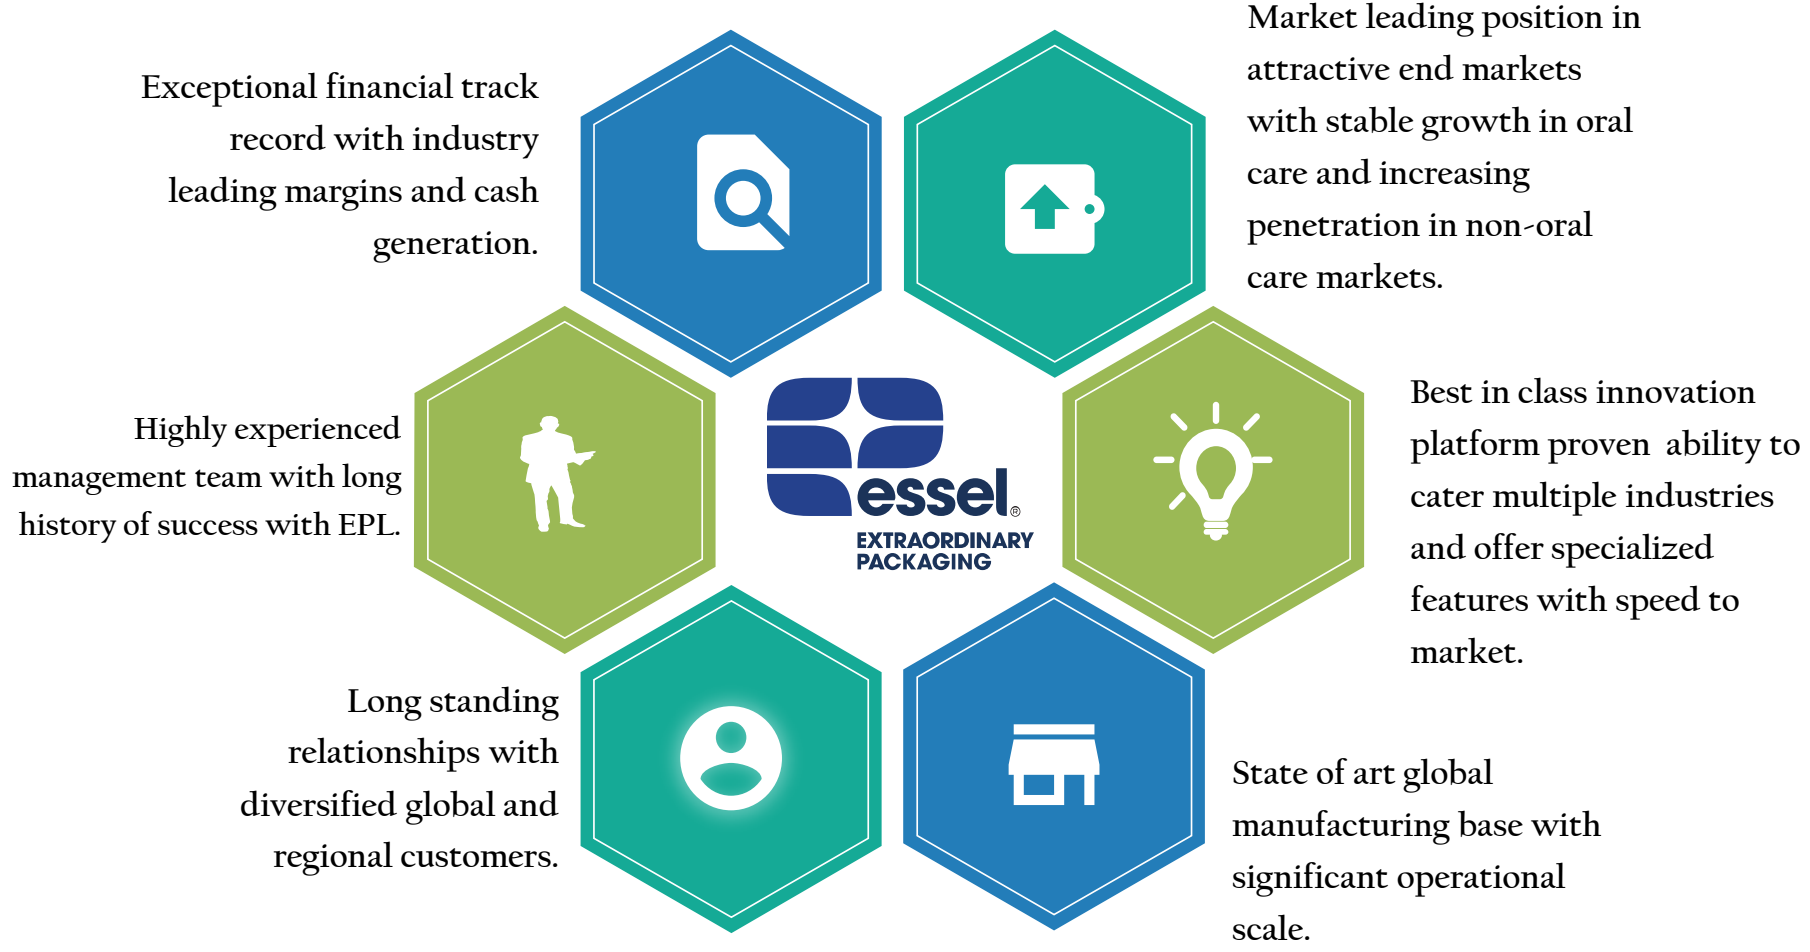 Exceptional financial track
record with industry
leading margins and cash
generation.
Market leading position in
attractive end markets
with stable growth in oral
care and increasing
penetration in non-oral
care markets.
Highly experienced
management team with long
history of success with EPL.
essel®
EXTRAORDINARY
PACKAGING
Best in class innovation
platform proven  ability to
cater multiple industries
and offer specialized
features with speed to
market.
Long standing
relationships with
diversified global and
regional customers.
State of art global
manufacturing base with
significant operational
scale.